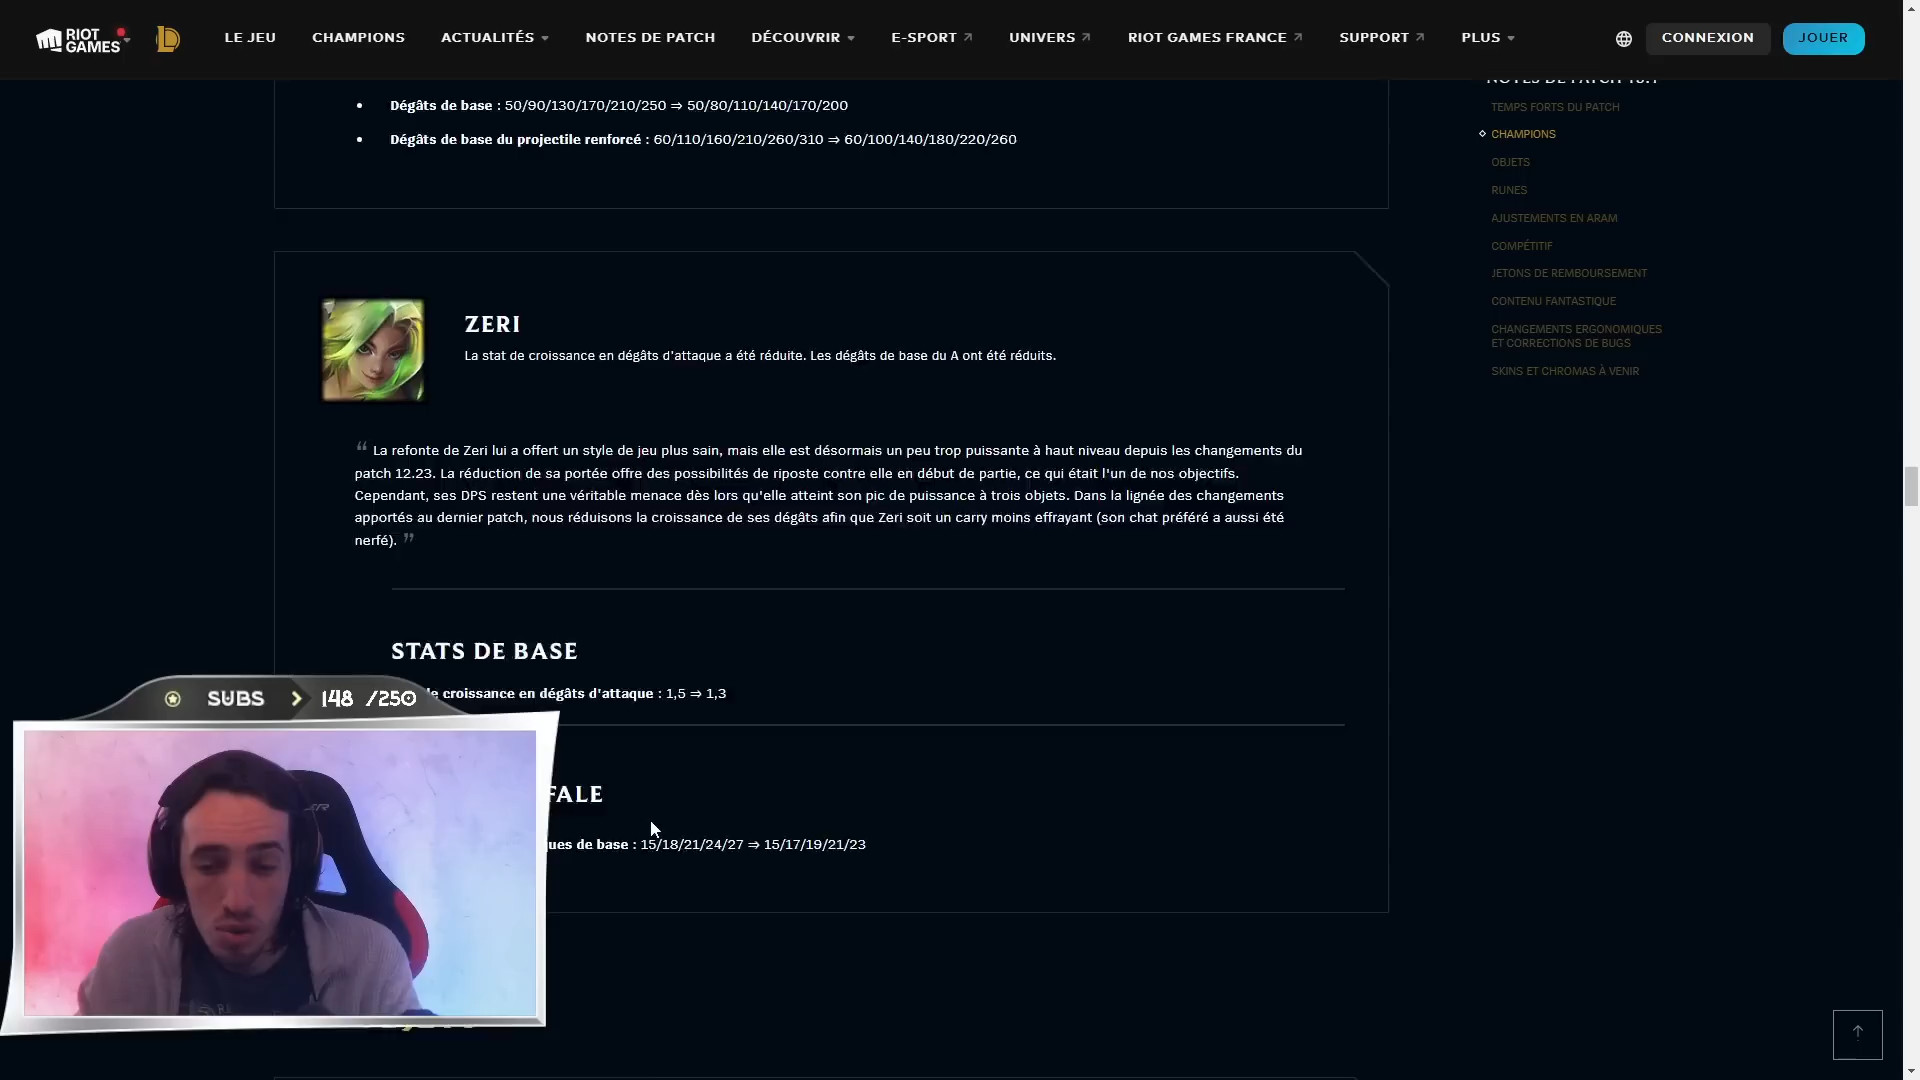 RIOT GAMES
LE JEU
CHAMPIONS
ACTUALITÉS
NOTES DE PATCH
DÉCOUVRIR
E-SPORT
UNIVERS
RIOT GAMES FRANCE
SUPPORT
PLUS
CONNEXION
JOUER
Dégâts de base : 50/90/130/170/210/250 ⇒ 50/80/110/140/170/200
Dégâts de base du projectile renforcé : 60/110/160/210/260/310 ⇒ 60/100/140/180/220/260
ZERI
La stat de croissance en dégâts d'attaque a été réduite. Les dégâts de base du A ont été réduits.
“ La refonte de Zeri lui a offert un style de jeu plus sain, mais elle est désormais un peu trop puissante à haut niveau depuis les changements du
patch 12.23. La réduction de sa portée offre des possibilités de riposte contre elle en début de partie, ce qui était l'un de nos objectifs.
Cependant, ses DPS restent une véritable menace dès lors qu'elle atteint son pic de puissance à trois objets. Dans la lignée des changements
apportés au dernier patch, nous réduisons la croissance de ses dégâts afin que Zeri soit un carry moins effrayant (son chat préféré a aussi été
nerfé). ”
STATS DE BASE
e croissance en dégâts d'attaque : 1,5 ⇒ 1,3
FALE
ques de base : 15/18/21/24/27 ⇒ 15/17/19/21/23
SUBS
148 /250
NOTES DE PATCH
TEMPS FORTS DU PATCH
CHAMPIONS
OBJETS
RUNES
AJUSTEMENTS EN ARAM
COMPÉTITIF
JETONS DE REMBOURSEMENT
CONTENU FANTASTIQUE
CHANGEMENTS ERGONOMIQUES
ET CORRECTIONS DE BUGS
SKINS ET CHROMAS À VENIR